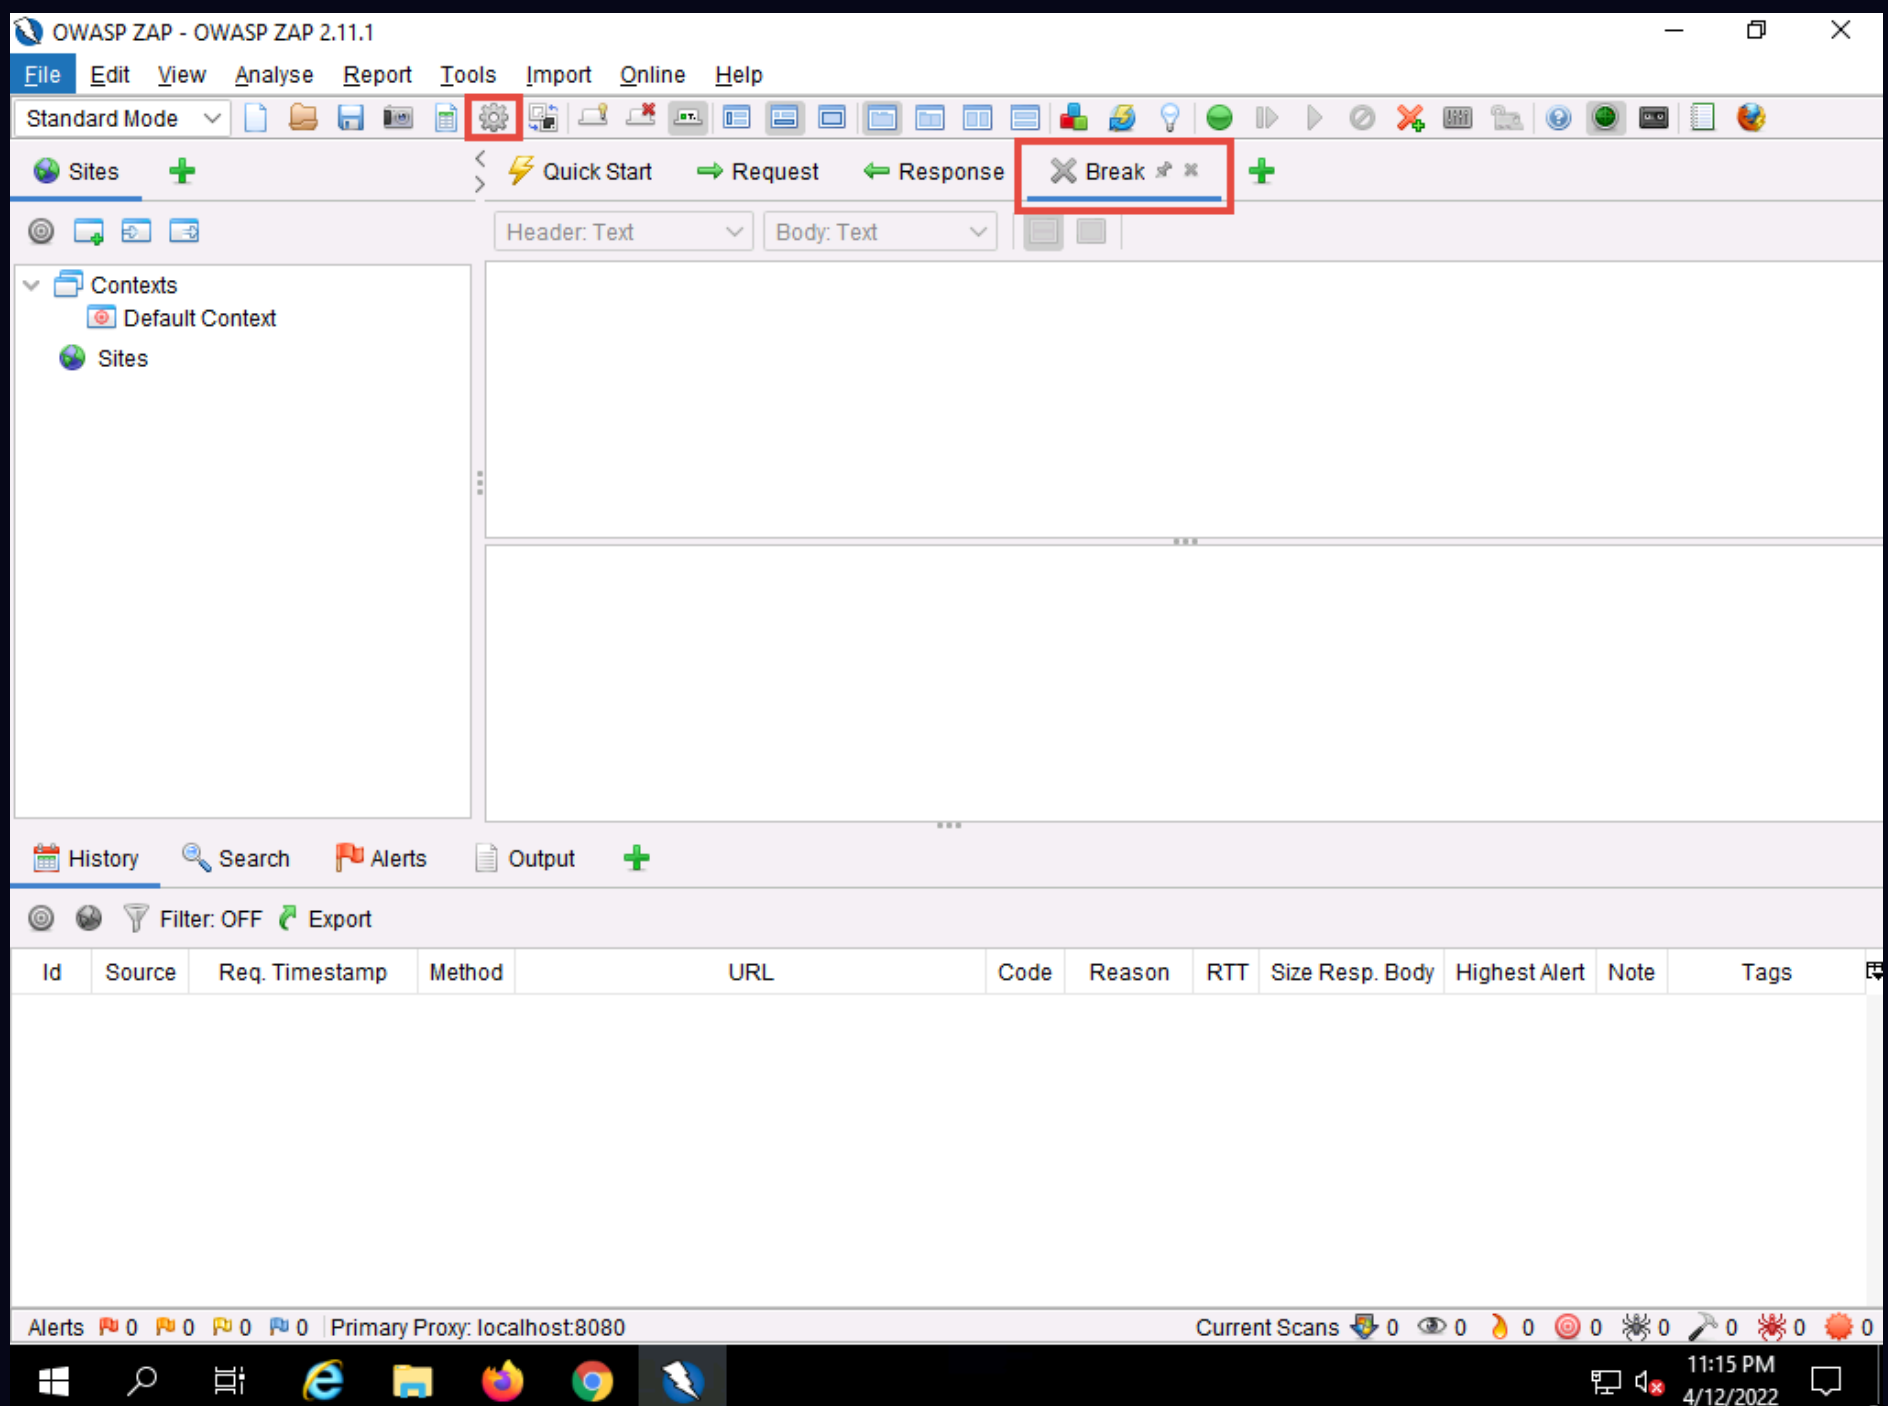 OWASP ZAP - OWASP ZAP 2.11.1
File Edit View Analyse Report Tools Import Online Help
Standard Mode
Sites
Quick Start Request Response Break
Header: Text Body: Text
Contexts
Default Context
Sites
History Search Alerts Output
Filter: OFF Export
Id Source Req. Timestamp Method URL Code Reason RTT Size Resp. Body Highest Alert Note Tags
Alerts 0 0 0 0 Primary Proxy: localhost:8080 Current Scans 0 0 0 0 0 0 0 0
11:15 PM
4/12/2022